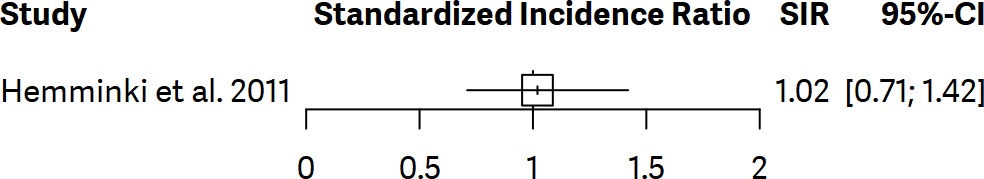 Study Standardized Incidence Ratio SIR 95%-CI
Hemminki et al. 2011 1.02 [0.71; 1.42]
0 0.5 1 1.5 2